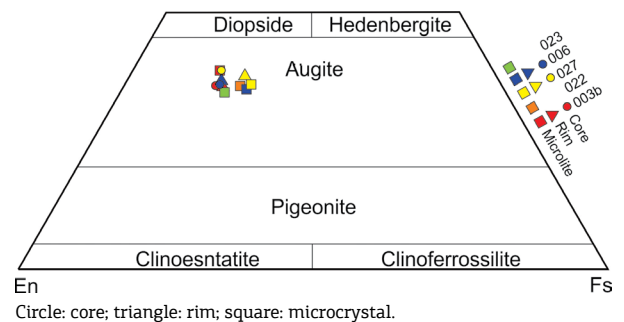 Diopside
Hedenbergite
Augite
023
006
027
022
003b
Core
Rim
Microlite
Pigeonite
Clinoesntatite
Clinoferrossilite
En
Fs
Circle: core; triangle: rim; square: microcrystal.